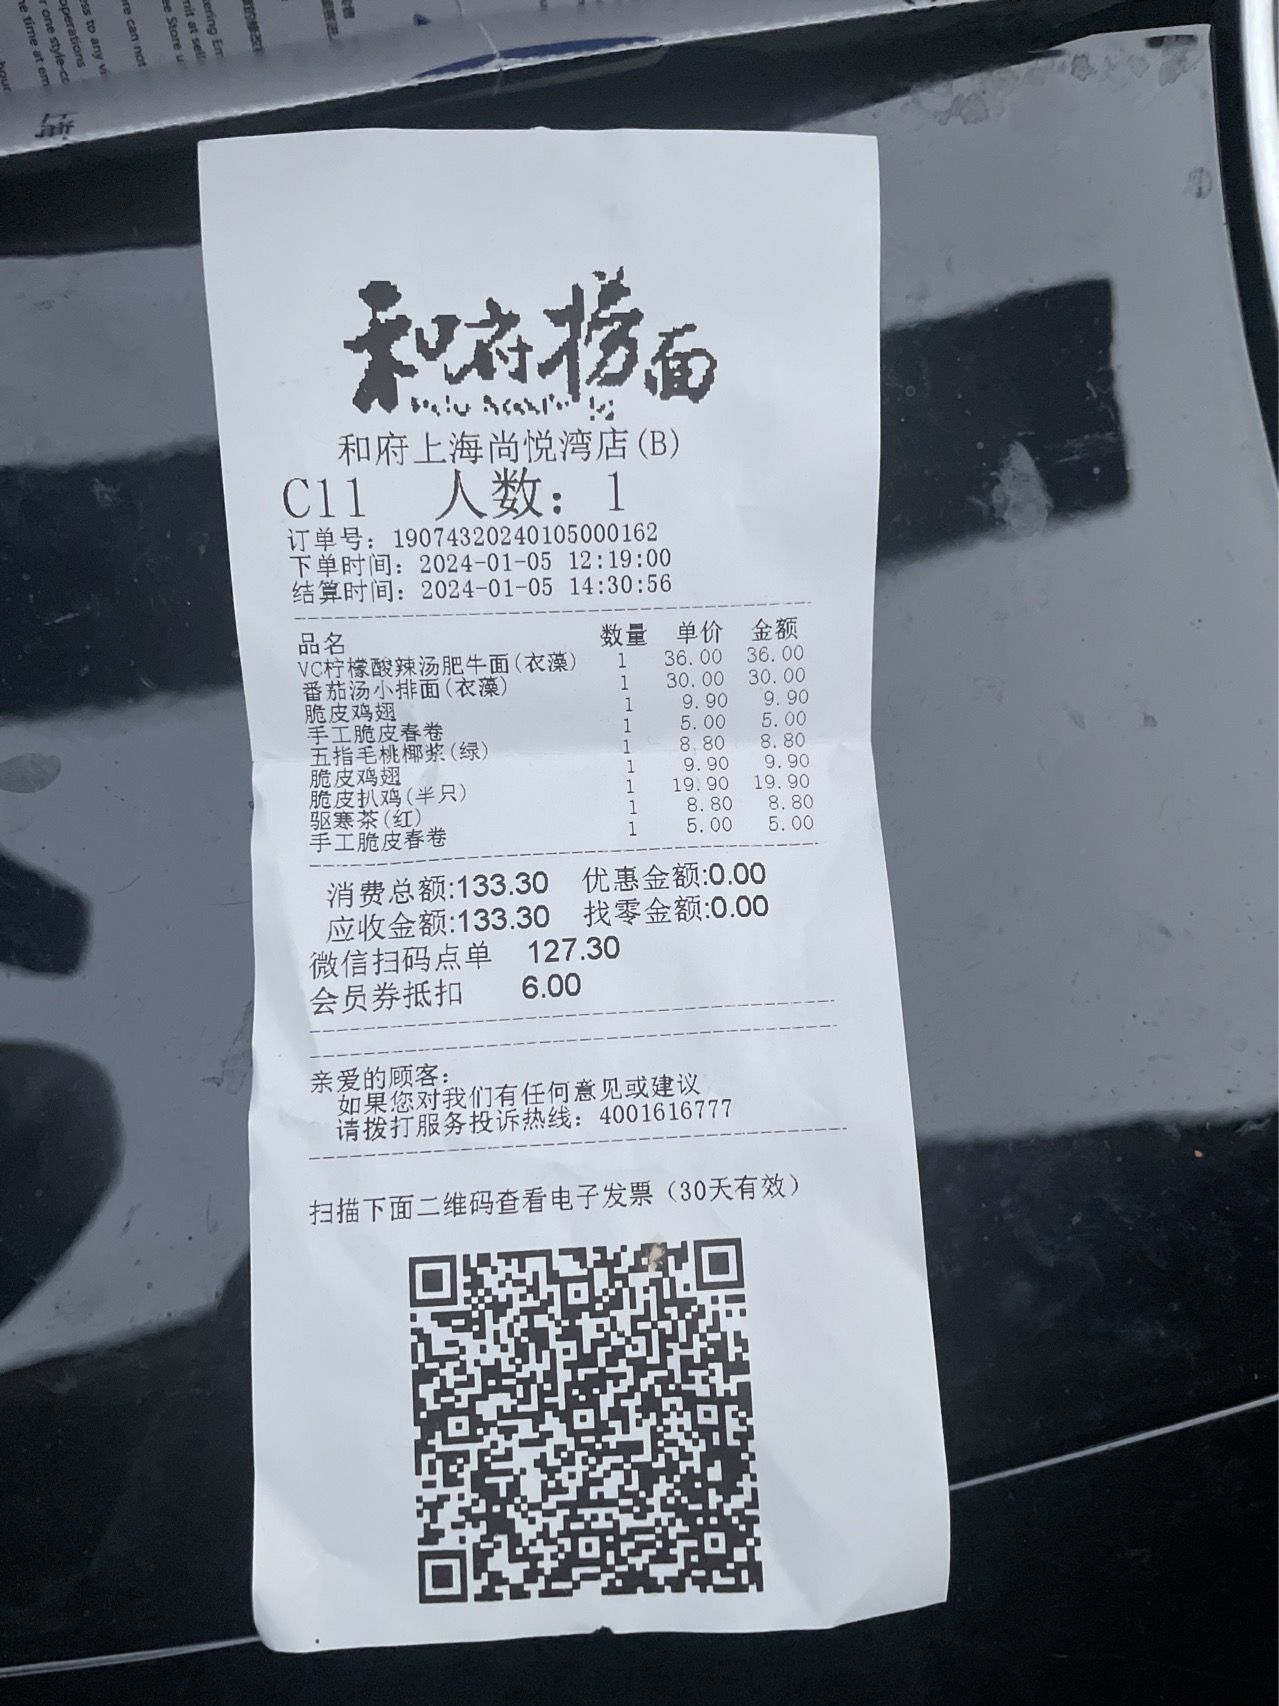 和府捞面
和府上海尚悦湾店(B)
C11 人数: 1
订单号: 19074320240105000162
下单时间: 2024-01-05 12:19:00
结算时间: 2024-01-05 14:30:56
品名 数量 单价 金额
VC柠檬酸辣汤肥牛面(衣藻) 1 36.00 36.00
番茄汤小排面(衣藻) 1 30.00 30.00
脆皮鸡翅 1 9.90 9.90
手工脆皮春卷 1 5.00 5.00
五指毛桃椰浆(绿) 1 8.80 8.80
脆皮鸡翅 1 9.90 9.90
脆皮扒鸡(半只) 1 19.90 19.90
驱寒茶(红) 1 8.80 8.80
手工脆皮春卷 1 5.00 5.00
消费总额:133.30 优惠金额:0.00
应收金额:133.30 找零金额:0.00
微信扫码点单 127.30
会员券抵扣 6.00
亲爱的顾客:
如果您对我们有任何意见或建议
请拨打服务投诉热线: 4001616777
扫描下面二维码查看电子发票（30天有效）